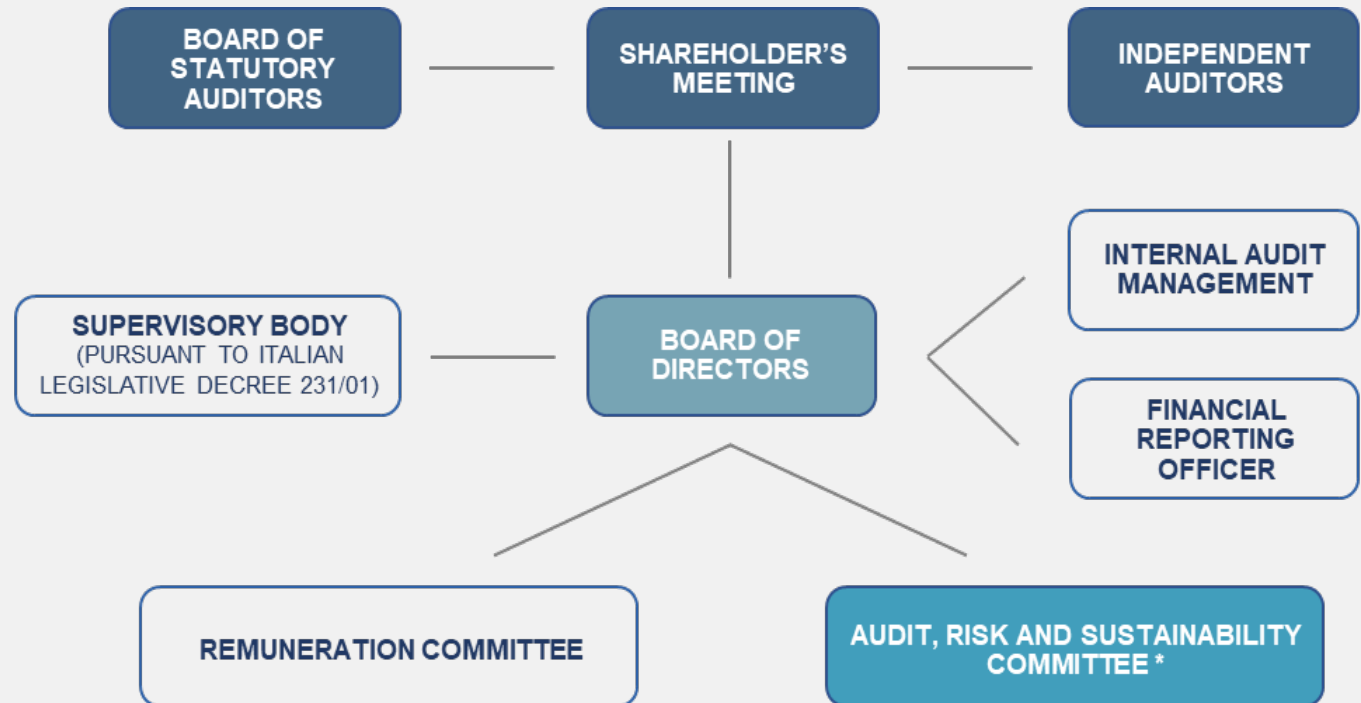 BOARD OF
STATUTORY
AUDITORS
SHAREHOLDER'S
MEETING
INDEPENDENT
AUDITORS
INTERNAL AUDIT
MANAGEMENT
SUPERVISORY BODY
(PURSUANT TO ITALIAN
LEGISLATIVE DECREE 231/01)
BOARD OF
DIRECTORS
FINANCIAL
REPORTING
OFFICER
REMUNERATION COMMITTEE
AUDIT, RISK AND SUSTAINABILITY
COMMITTEE *